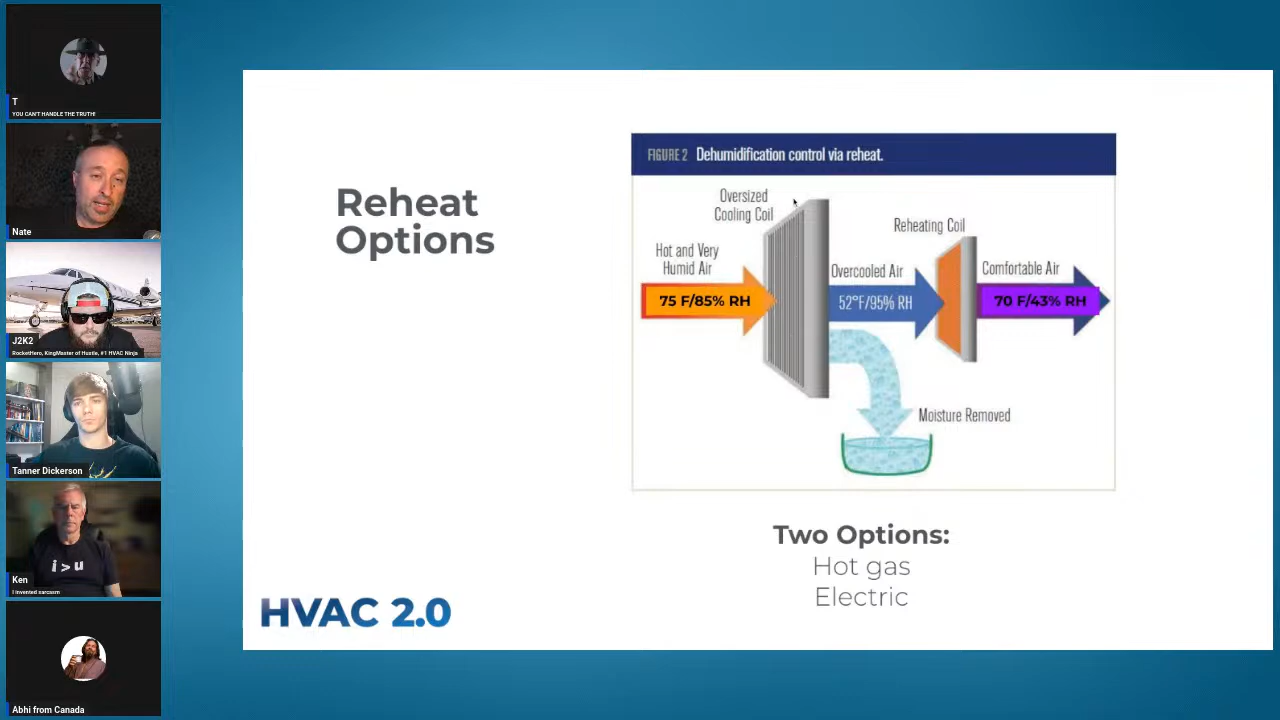 T
YOU CAN'T HANDLE THE TRUTH!
Nate
J2K2
RocketHero, KingMaster of Hustle, #1 HVAC Ninja
Tanner Dickerson
i>u
Ken
I invented sarcasm
Abhi from Canada
Reheat
Options
FIGURE 2 Dehumidification control via reheat.
Oversized
Cooling Coil
Hot and Very
Humid Air
75 F/85% RH
Overcooled Air
52°F/95% RH
Reheating Coil
Comfortable Air
70 F/43% RH
Moisture Removed
Two Options:
Hot gas
Electric
HVAC 2.0